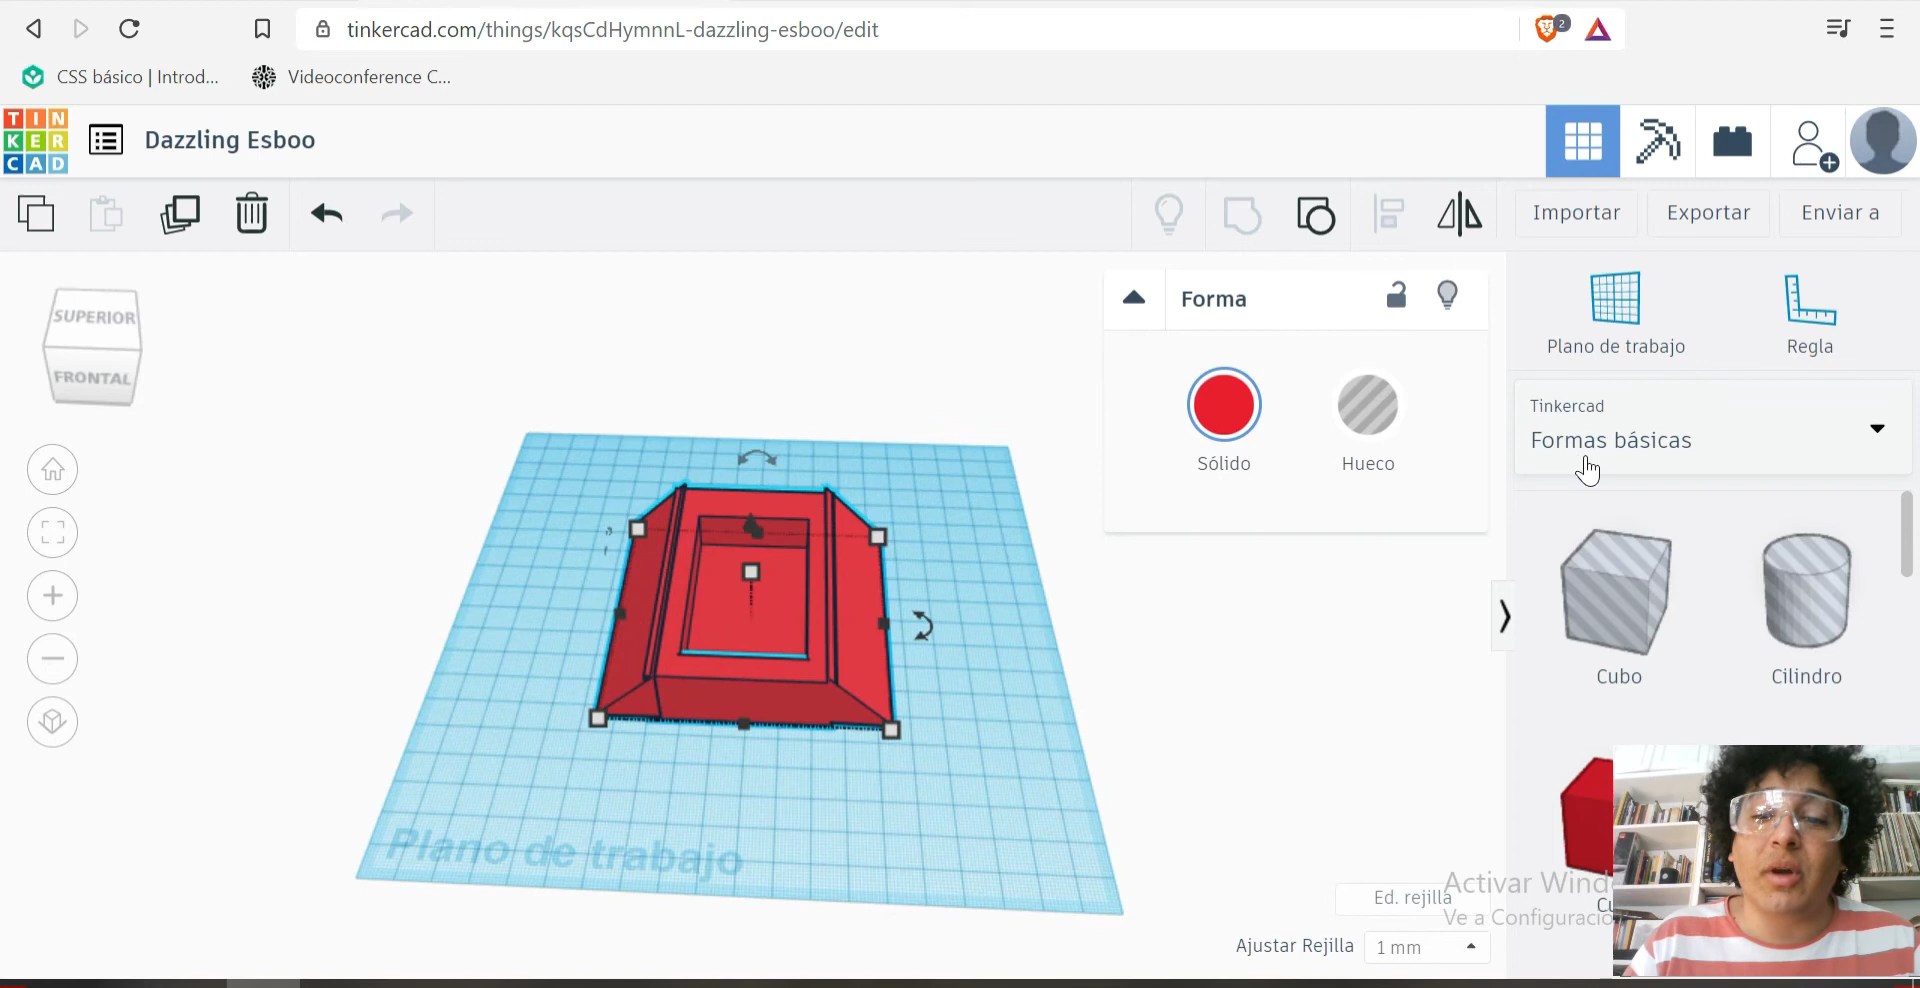 tinkercad.com/things/kqsCdHymnnL-dazzling-esboo/edit
2
CSS básico | Introd...
Videoconference C...
TIN
KER
CAD
Dazzling Esboo
Importar
Exportar
Enviar a
SUPERIOR
FRONTAL
Forma
Sólido
Hueco
Plano de trabajo
Regla
Tinkercad
Formas básicas
Cubo
Cilindro
Plano de trabajo
Ed. rejilla
Activar Wind
Ve a Configuració
Ajustar Rejilla
1 mm